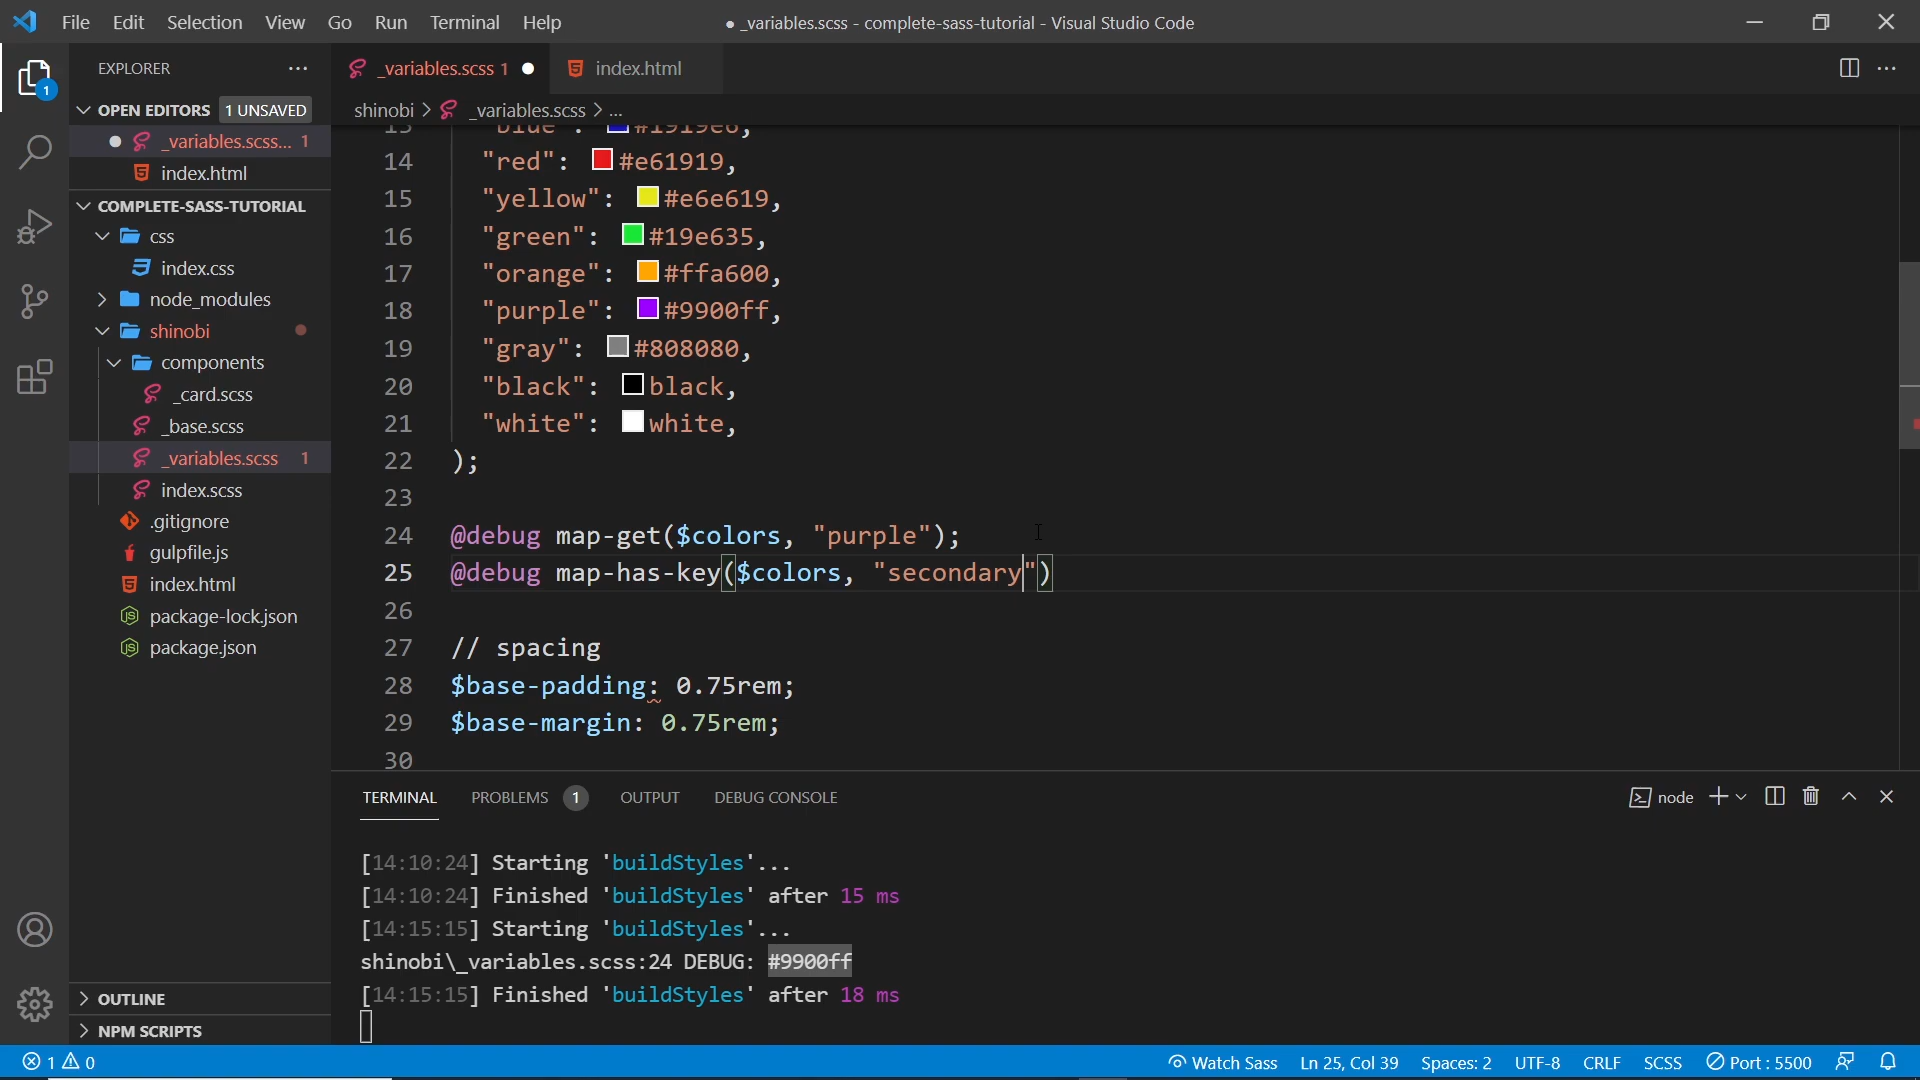 File Edit Selection View Go Run Terminal Help
● _variables.scss - complete-sass-tutorial - Visual Studio Code
EXPLORER
OPEN EDITORS 1 UNSAVED
_variables.scss... 1
index.html
COMPLETE-SASS-TUTORIAL
css
index.css
node_modules
shinobi
components
_card.scss
_base.scss
_variables.scss 1
index.scss
.gitignore
gulpfile.js
index.html
package-lock.json
package.json
OUTLINE
NPM SCRIPTS
1
_variables.scss 1
index.html
shinobi > _variables.scss > ...
13 "blue": #1919e6,
14 "red": #e61919,
15 "yellow": #e6e619,
16 "green": #19e635,
17 "orange": #ffa600,
18 "purple": #9900ff,
19 "gray": #808080,
20 "black": black,
21 "white": white,
22 );
23
24 @debug map-get($colors, "purple");
25 @debug map-has-key($colors, "secondary")
26
27 // spacing
28 $base-padding: 0.75rem;
29 $base-margin: 0.75rem;
30
TERMINAL PROBLEMS 1 OUTPUT DEBUG CONSOLE
node
[14:10:24] Starting 'buildStyles'...
[14:10:24] Finished 'buildStyles' after 15 ms
[14:15:15] Starting 'buildStyles'...
shinobi\_variables.scss:24 DEBUG: #9900ff
[14:15:15] Finished 'buildStyles' after 18 ms
1 0
Watch Sass Ln 25, Col 39 Spaces: 2 UTF-8 CRLF SCSS Port : 5500